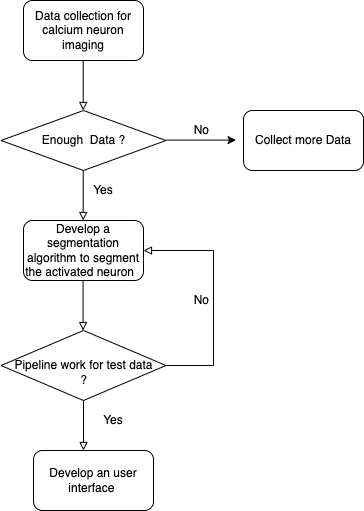 Data collection for
calcium neuron
imaging
Enough  Data ?
No
Collect more Data
Yes
Develop a
segmentation
algorithm to segment
the activated neuron
No
Pipeline work for test data
?
Yes
Develop an user
interface